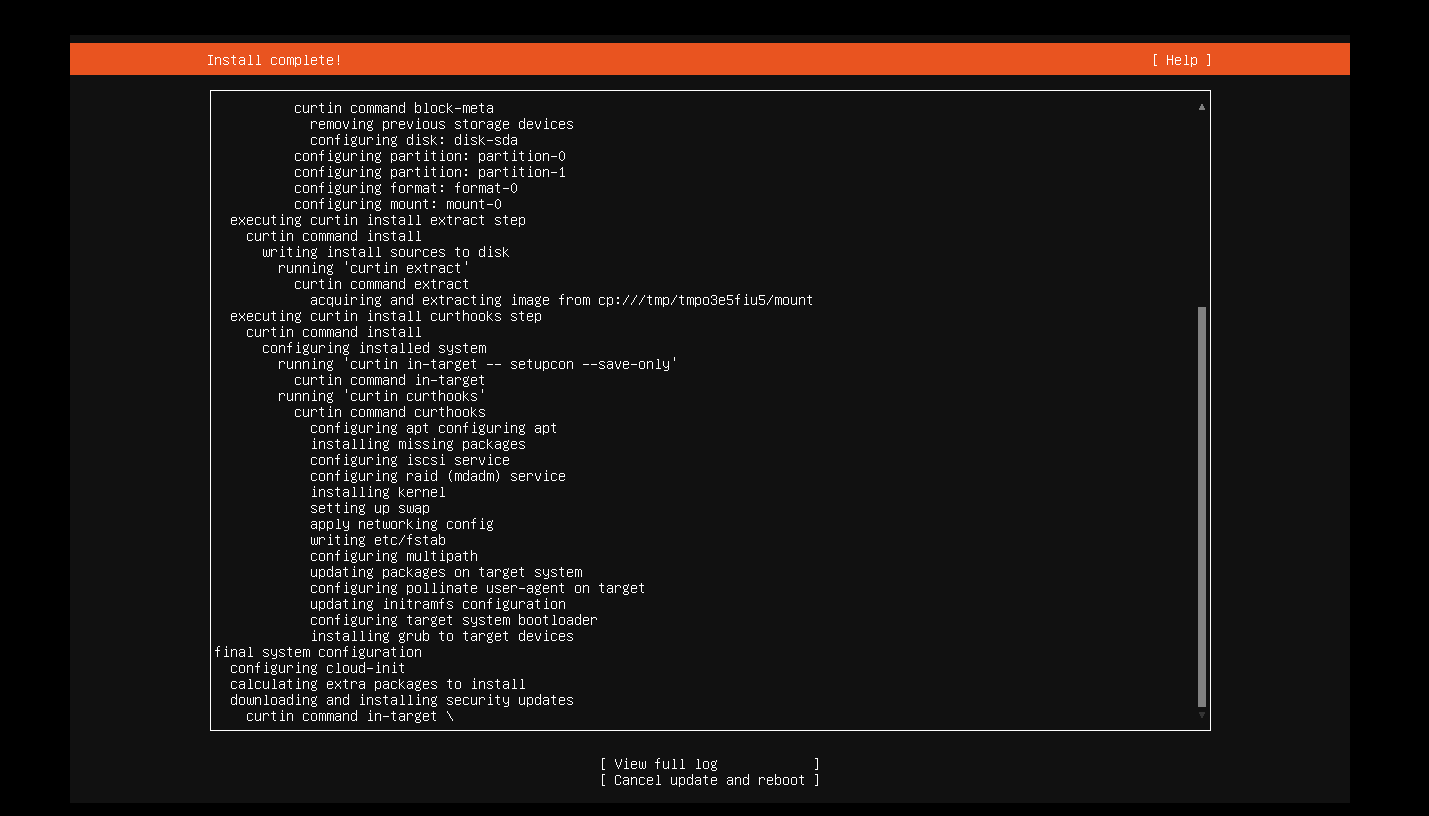 Install complete! [ Help ]
curtin command block-meta
removing previous storage devices
configuring disk: disk-sda
configuring partition: partition-0
configuring partition: partition-1
configuring format: format-0
configuring mount: mount-0
executing curtin install extract step
curtin command install
writing install sources to disk
running 'curtin extract'
curtin command extract
acquiring and extracting image from cp:///tmp/tmpo3e5fiu5/mount
executing curtin install curthooks step
curtin command install
configuring installed system
running 'curtin in-target -- setupcon --save-only'
curtin command in-target
running 'curtin curthooks'
curtin command curthooks
configuring apt configuring apt
installing missing packages
configuring iscsi service
configuring raid (mdadm) service
installing kernel
setting up swap
apply networking config
writing etc/fstab
configuring multipath
updating packages on target system
configuring pollinate user-agent on target
updating initramfs configuration
configuring target system bootloader
installing grub to target devices
final system configuration
configuring cloud-init
calculating extra packages to install
downloading and installing security updates
curtin command in-target \
[ View full log ]
[ Cancel update and reboot ]